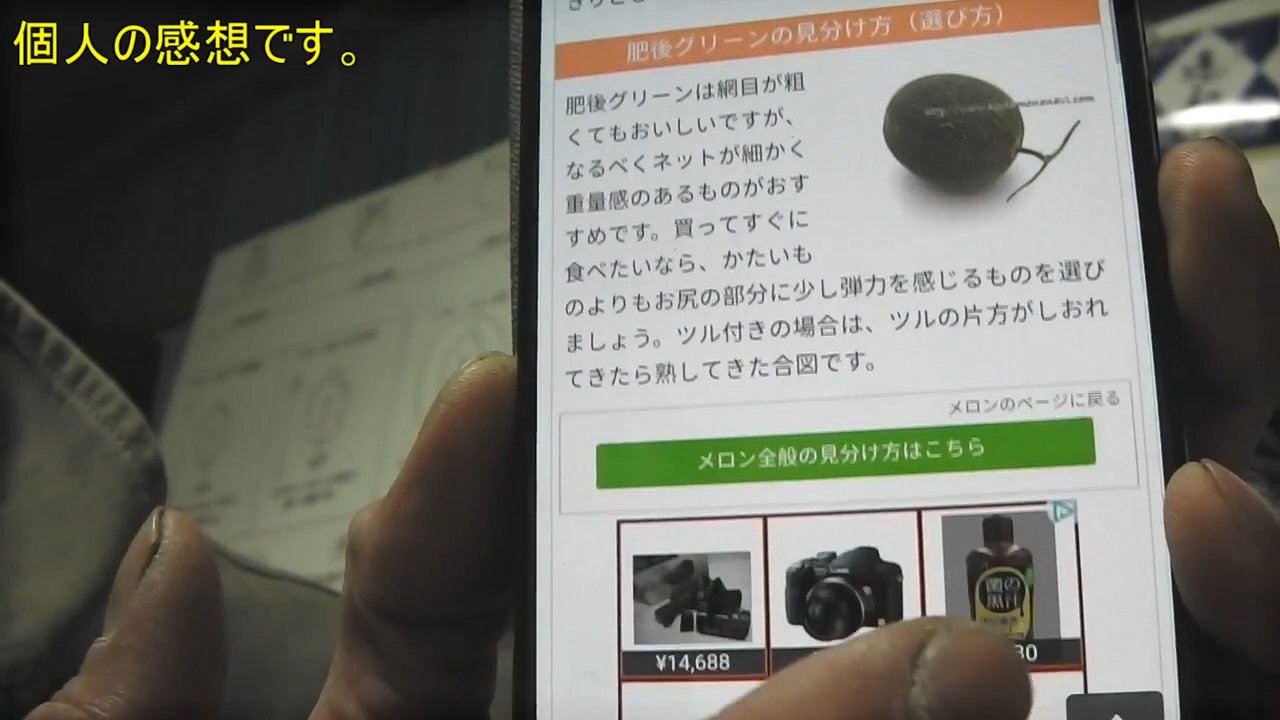 個人の感想です。
肥後グリーンの見分け方（選び方）
肥後グリーンは網目が粗
くてもおいしいですが、
なるべくネットが細かく
重量感のあるものがおす
すめです。買ってすぐに
食べたいなら、かたいも
のよりもお尻の部分に少し弾力を感じるものを選び
ましょう。ツル付きの場合は、ツルの片方がしおれ
てきたら熟してきた合図です。
メロンのページに戻る
メロン全般の見分け方はこちら
菌の
黒汁
¥14,688